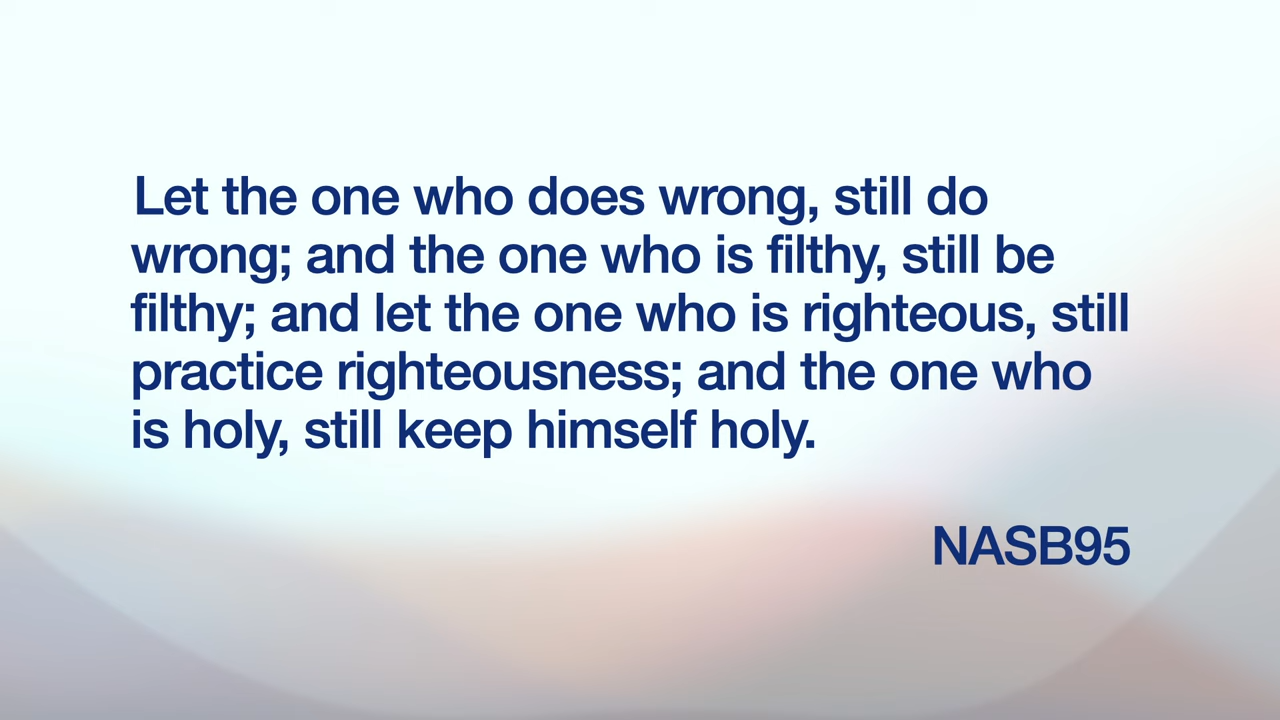 Let the one who does wrong, still do
wrong; and the one who is filthy, still be
filthy; and let the one who is righteous, still
practice righteousness; and the one who
is holy, still keep himself holy.
NASB95